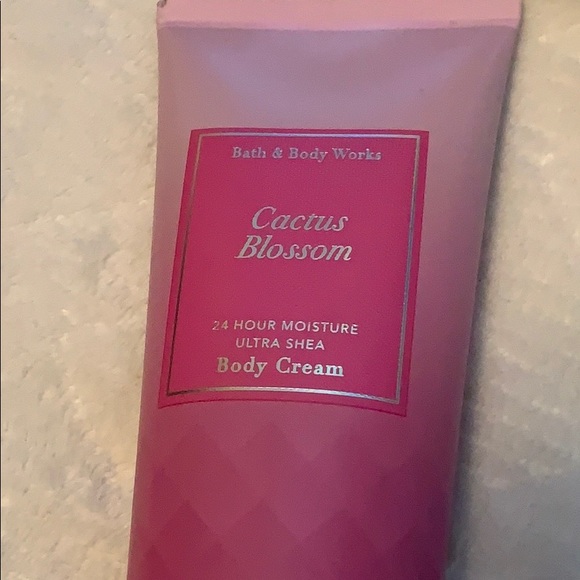 Bath & Body Works
Cactus
Blossom
24 HOUR MOISTURE
ULTRA SHEA
Body Cream